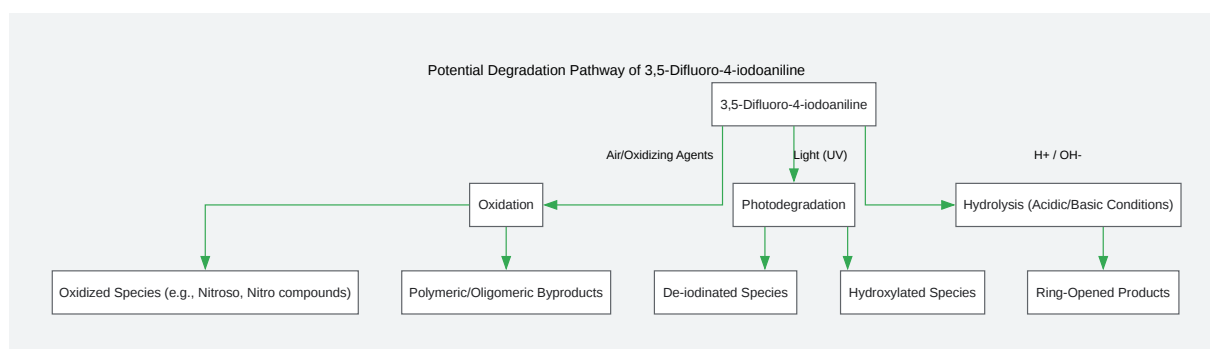 Potential Degradation Pathway of 3,5-Difluoro-4-iodoaniline
3,5-Difluoro-4-iodoaniline
Air/Oxidizing Agents
Light (UV)
H+ / OH-
Oxidation
Photodegradation
Hydrolysis (Acidic/Basic Conditions)
Oxidized Species (e.g., Nitroso, Nitro compounds)
Polymeric/Oligomeric Byproducts
De-iodinated Species
Hydroxylated Species
Ring-Opened Products